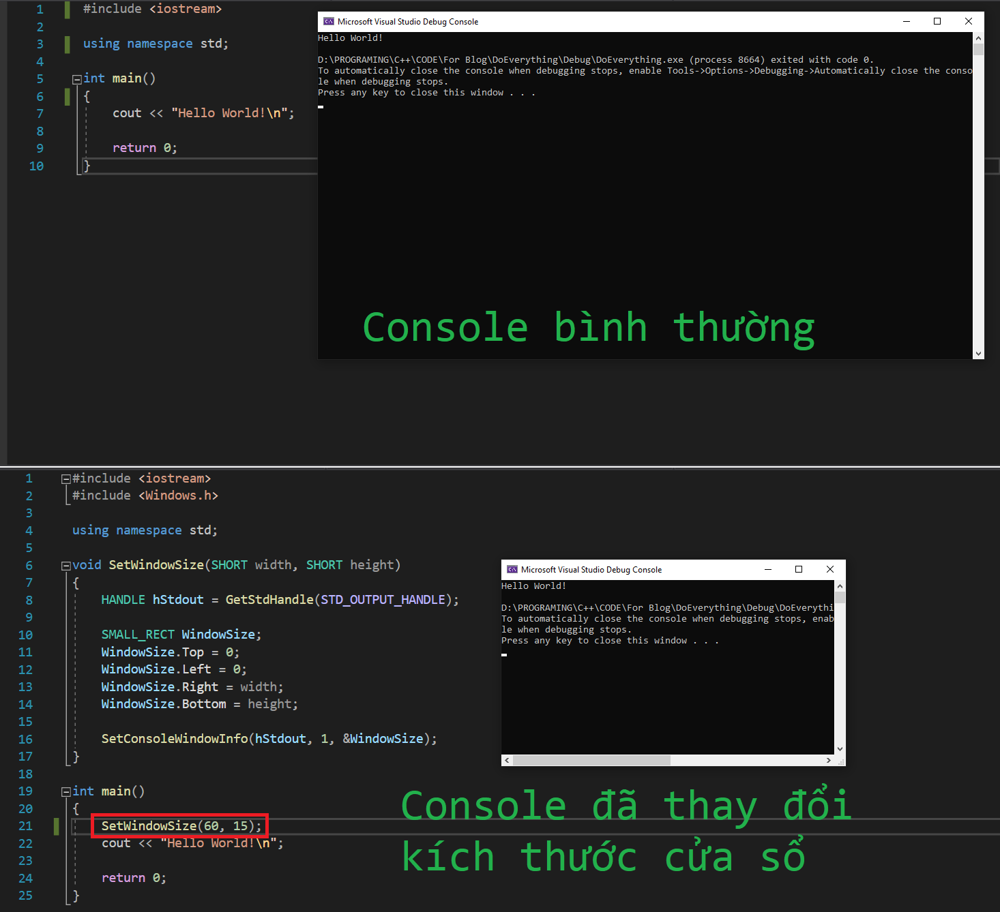 1 #include <iostream>
2
3 using namespace std;
4
5 int main()
6 {
7 cout << "Hello World!\n";
8
9 return 0;
10 }
Microsoft Visual Studio Debug Console
Hello World!
D:\PROGRAMING\C++\CODE\For Blog\DoEverything\Debug\DoEverything.exe (process 8664) exited with code 0.
To automatically close the console when debugging stops, enable Tools->Options->Debugging->Automatically close the conso
le when debugging stops.
Press any key to close this window . . .
Console bình thường
1 #include <iostream>
2 #include <Windows.h>
3
4 using namespace std;
5
6 void SetWindowSize(SHORT width, SHORT height)
7 {
8 HANDLE hStdout = GetStdHandle(STD_OUTPUT_HANDLE);
9
10 SMALL_RECT WindowSize;
11 WindowSize.Top = 0;
12 WindowSize.Left = 0;
13 WindowSize.Right = width;
14 WindowSize.Bottom = height;
15
16 SetConsoleWindowInfo(hStdout, 1, &WindowSize);
17 }
18
19 int main()
20 {
21 SetWindowSize(60, 15);
22 cout << "Hello World!\n";
23
24 return 0;
25 }
Microsoft Visual Studio Debug Console
Hello World!
D:\PROGRAMING\C++\CODE\For Blog\DoEverything\Debug\DoEverythi
To automatically close the console when debugging stops, enab
le when debugging stops.
Press any key to close this window . . .
Console đã thay đổi
kích thước cửa sổ